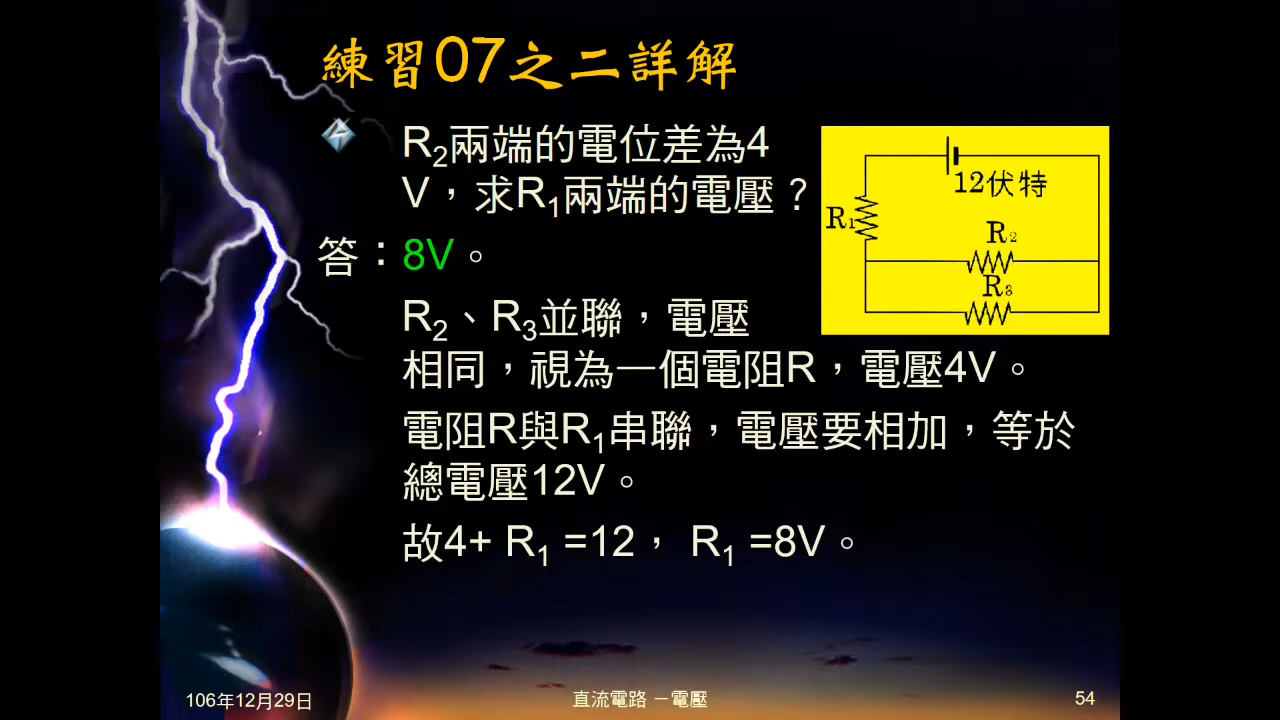 練習07之二詳解
R2兩端的電位差為4
V，求R1兩端的電壓？
答：8V。
R2、R3並聯，電壓
相同，視為一個電阻R，電壓4V。
電阻R與R1串聯，電壓要相加，等於
總電壓12V。
故4+ R1 =12， R1 =8V。
12伏特
R1
R2
R3
106年12月29日
直流電路 －電壓
54